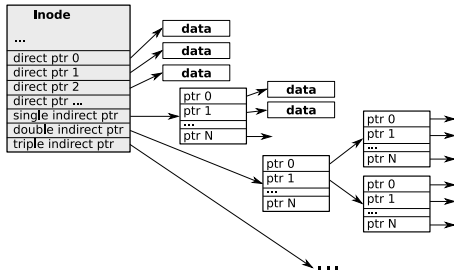 Inode
...
direct ptr 0
direct ptr 1
direct ptr 2
direct ptr ...
single indirect ptr
double indirect ptr
triple indirect ptr
data
data
data
ptr 0
ptr 1
...
ptr N
data
data
ptr 0
ptr 1
...
ptr N
ptr 0
ptr 1
...
ptr N
ptr 0
ptr 1
...
ptr N
...